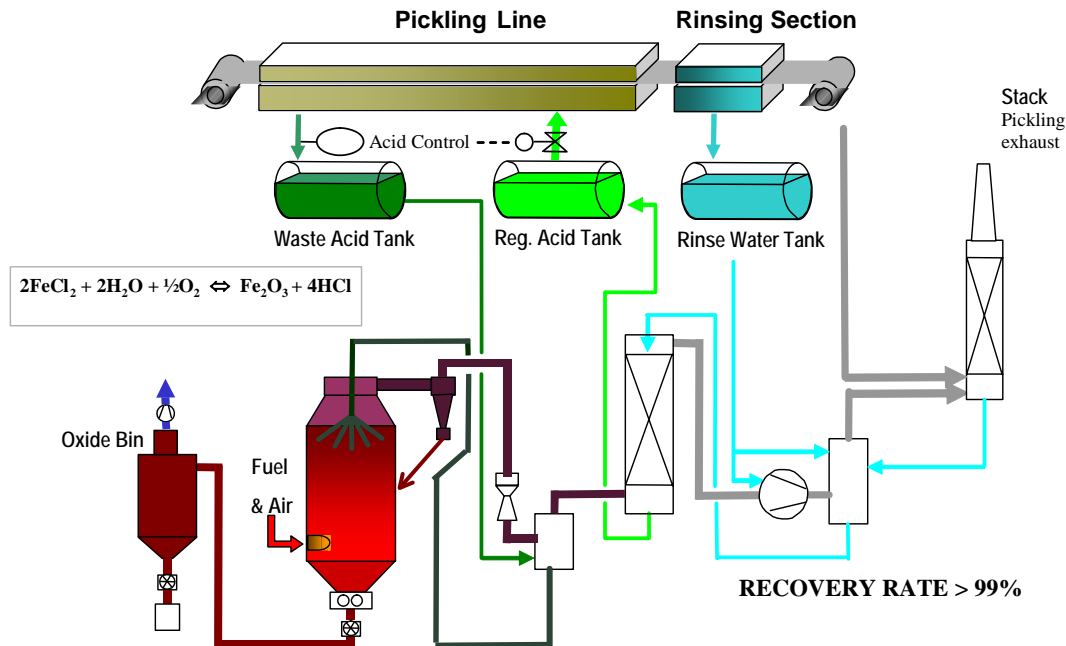 Pickling Line
Rinsing Section
Stack
Pickling
exhaust
Acid Control
Waste Acid Tank
Reg. Acid Tank
Rinse Water Tank
2FeCl₂ + 2H₂O + ½O₂ ⇔ Fe₂O₃ + 4HCl
Oxide Bin
Fuel
& Air
RECOVERY RATE > 99%